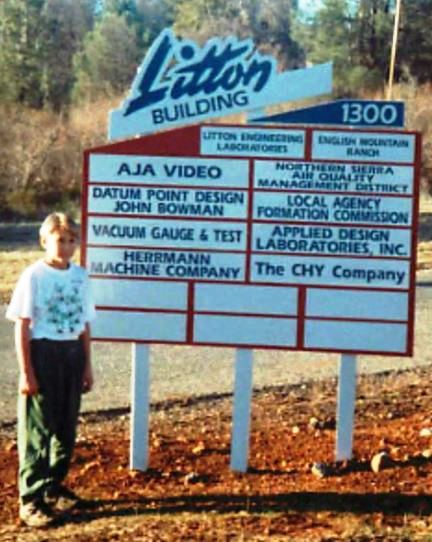 Litton
BUILDING
1300
LITTON ENGINEERING
LABORATORIES
ENGLISH MOUNTAIN
RANCH
AJA VIDEO
NORTHERN SIERRA
AIR QUALITY
MANAGEMENT DISTRICT
DATUM POINT DESIGN
JOHN BOWMAN
LOCAL AGENCY
FORMATION COMMISSION
VACUUM GAUGE & TEST
APPLIED DESIGN
LABORATORIES, INC.
HERRMANN
MACHINE COMPANY
The CHY Company